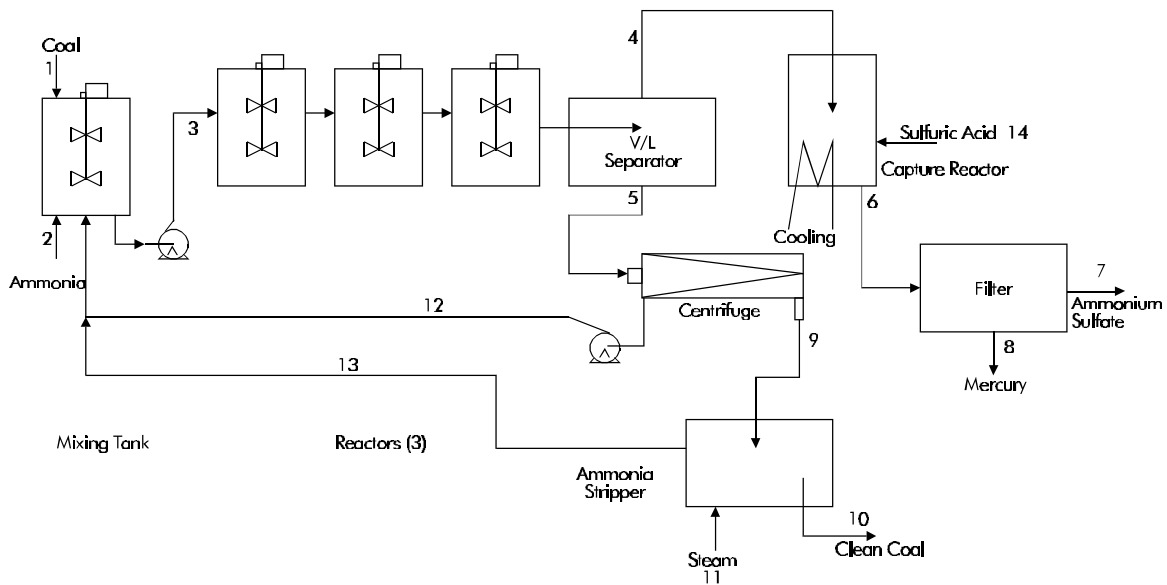 Coal
1
4
3
V/L
Separator
Sulfuric Acid 14
Capture Reactor
2
5
6
Cooling
Ammonia
7
Filter
Ammonium
Sulfate
12
Centrifuge
9
8
13
Mercury
Mixing Tank
Reactors (3)
Ammonia
Stripper
10
Clean Coal
Steam
11